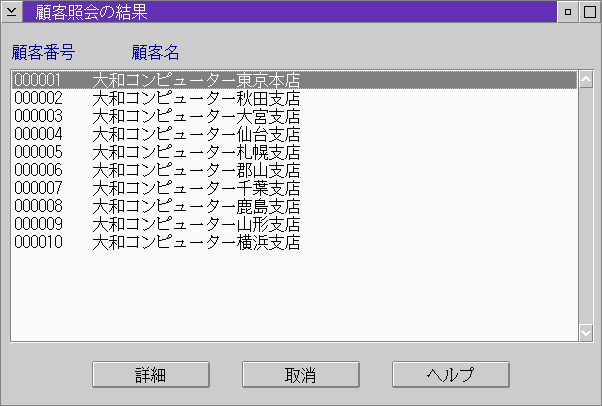 顧客照会の結果
顧客番号 顧客名
000001 大和コンピューター東京本店
000002 大和コンピューター秋田支店
000003 大和コンピューター大宮支店
000004 大和コンピューター仙台支店
000005 大和コンピューター札幌支店
000006 大和コンピューター郡山支店
000007 大和コンピューター千葉支店
000008 大和コンピューター鹿島支店
000009 大和コンピューター山形支店
000010 大和コンピューター横浜支店
詳細 取消 ヘルプ